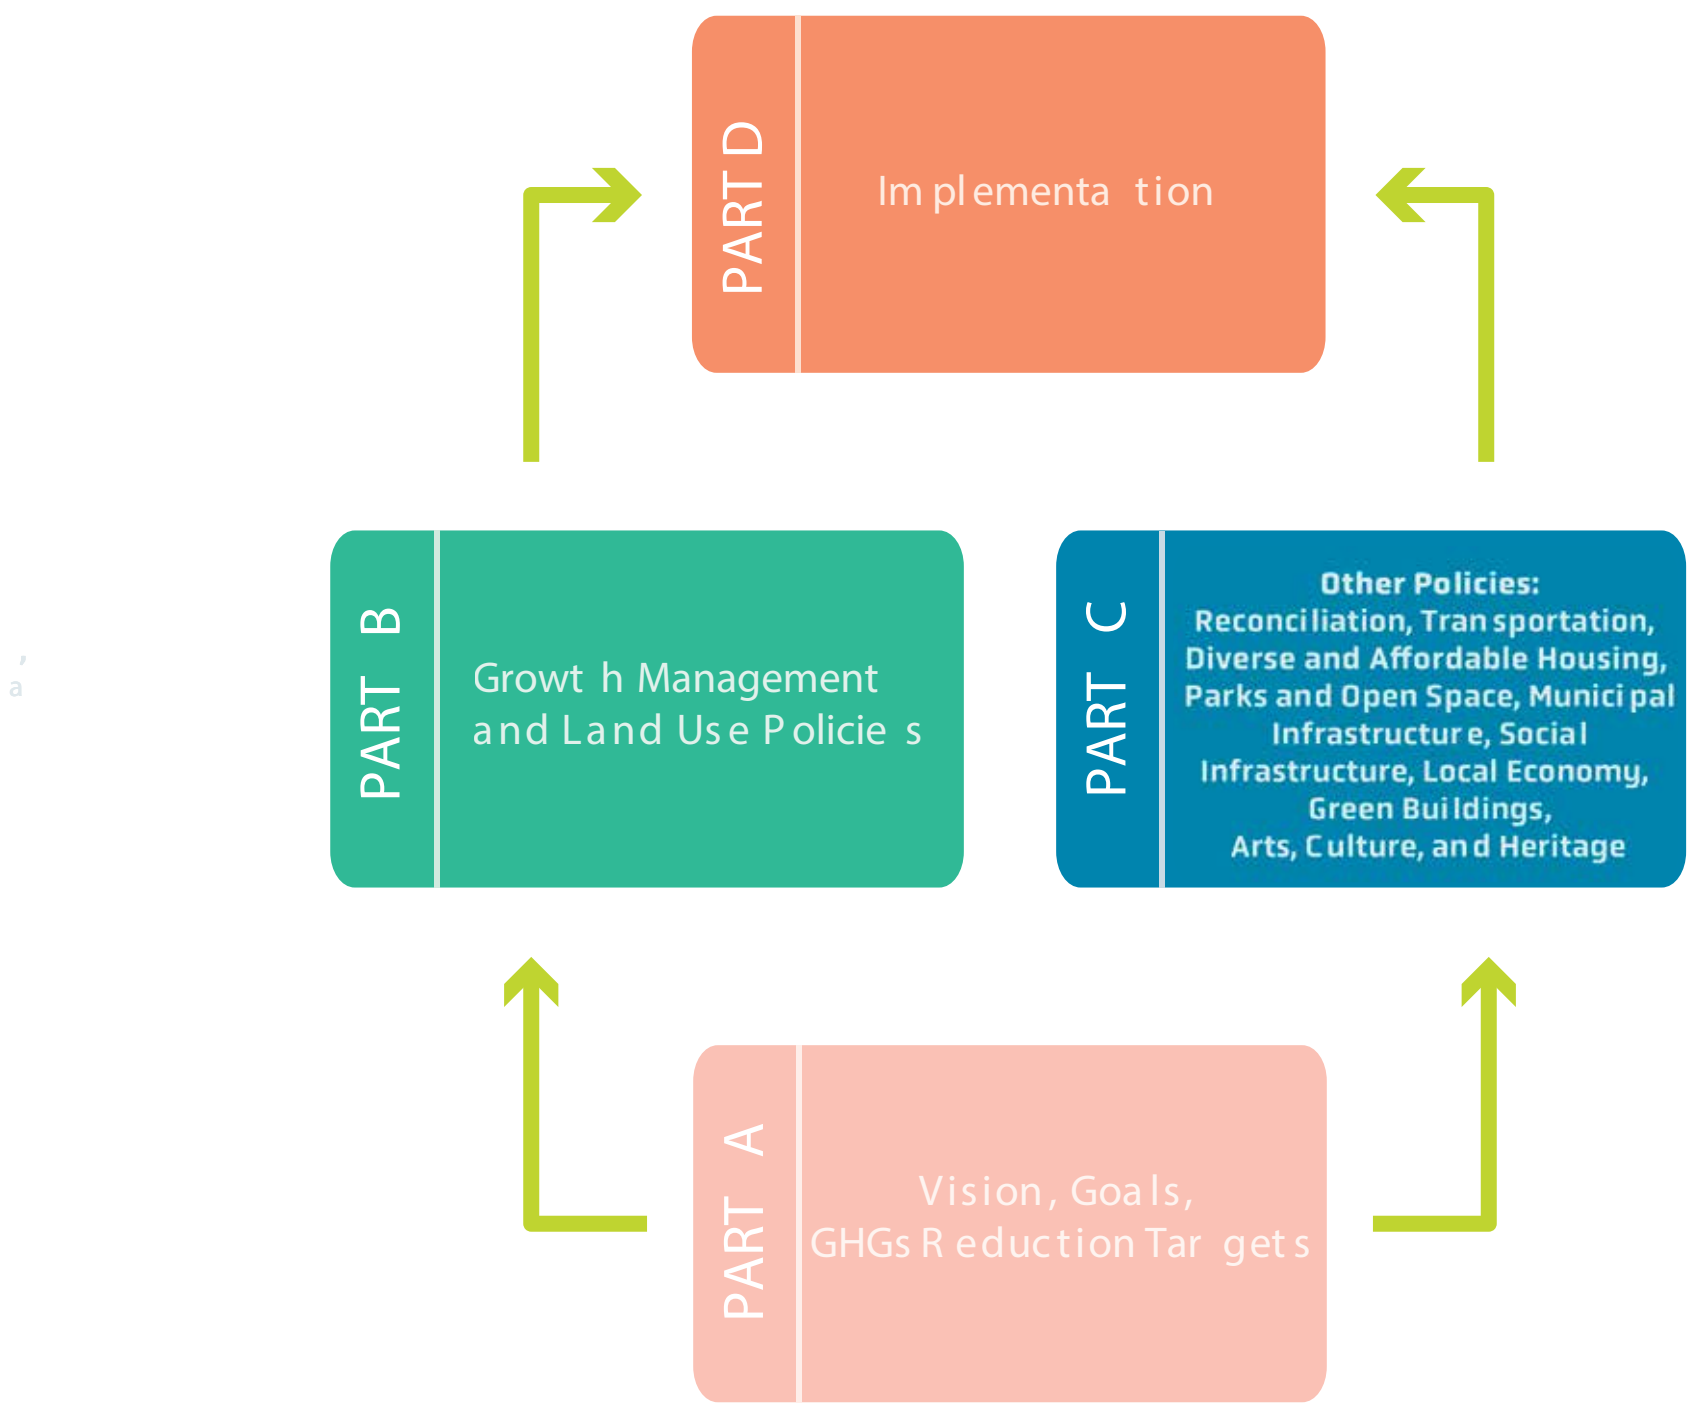 PART D
Implementation
PART B
Growth Management
and Land Use Policies
PART C
Other Policies:
Reconciliation, Transportation,
Diverse and Affordable Housing,
Parks and Open Space, Municipal
Infrastructure, Social
Infrastructure, Local Economy,
Green Buildings,
Arts, Culture, and Heritage
,
a
PART A
Vision, Goals,
GHGs Reduction Targets